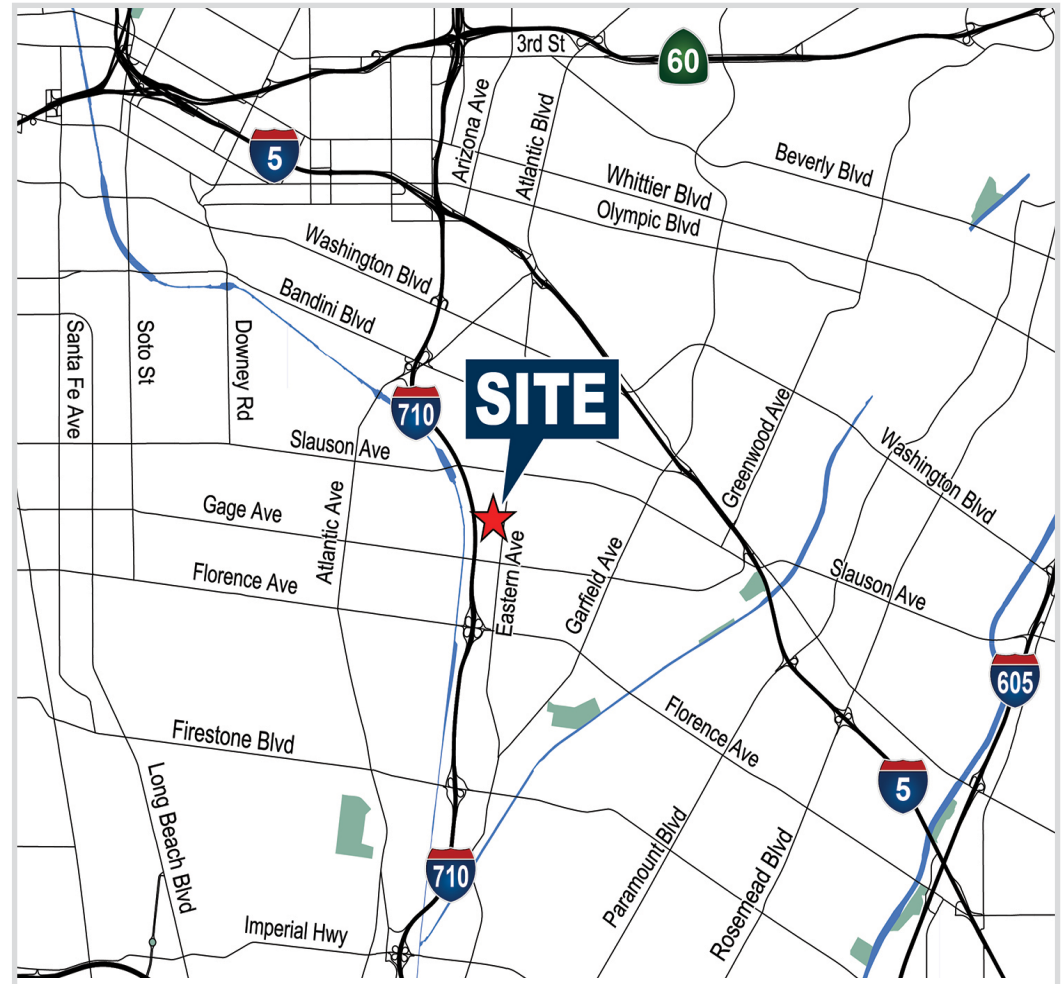 3rd St
60
5
Arizona Ave
Atlantic Blvd
Beverly Blvd
Whittier Blvd
Olympic Blvd
Washington Blvd
Bandini Blvd
Santa Fe Ave
Soto St
Downey Rd
710
SITE
Greenwood Ave
Washington Blvd
Slauson Ave
Gage Ave
Atlantic Ave
Florence Ave
Eastern Ave
Garfield Ave
Slauson Ave
605
Firestone Blvd
Florence Ave
5
Long Beach Blvd
710
Paramount Blvd
Rosemead Blvd
Imperial Hwy